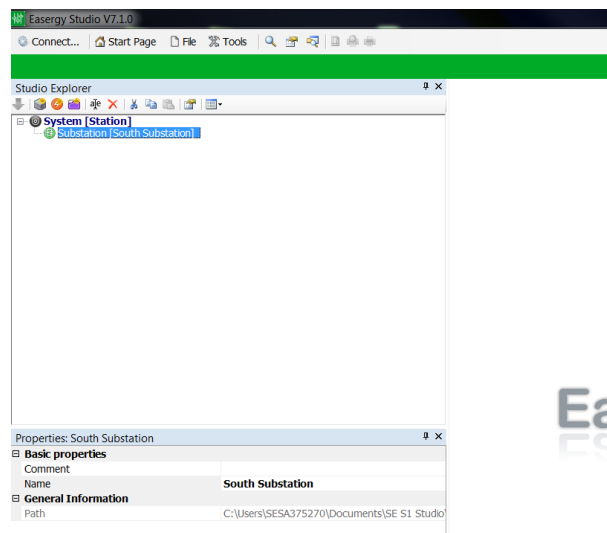 Easergy Studio V7.1.0
Connect... Start Page File Tools
Studio Explorer
System [Station]
Substation [South Substation]
Ea
Properties: South Substation
Basic properties
Comment
Name South Substation
General Information
Path C:\Users\SESA375270\Documents\SE S1 Studio\